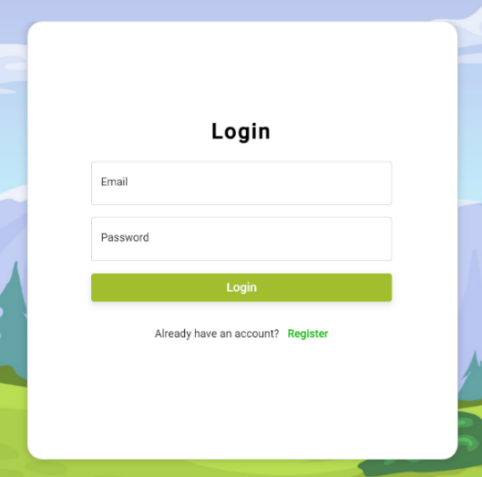 Login
Email
Password
Login
Already have an account? Register